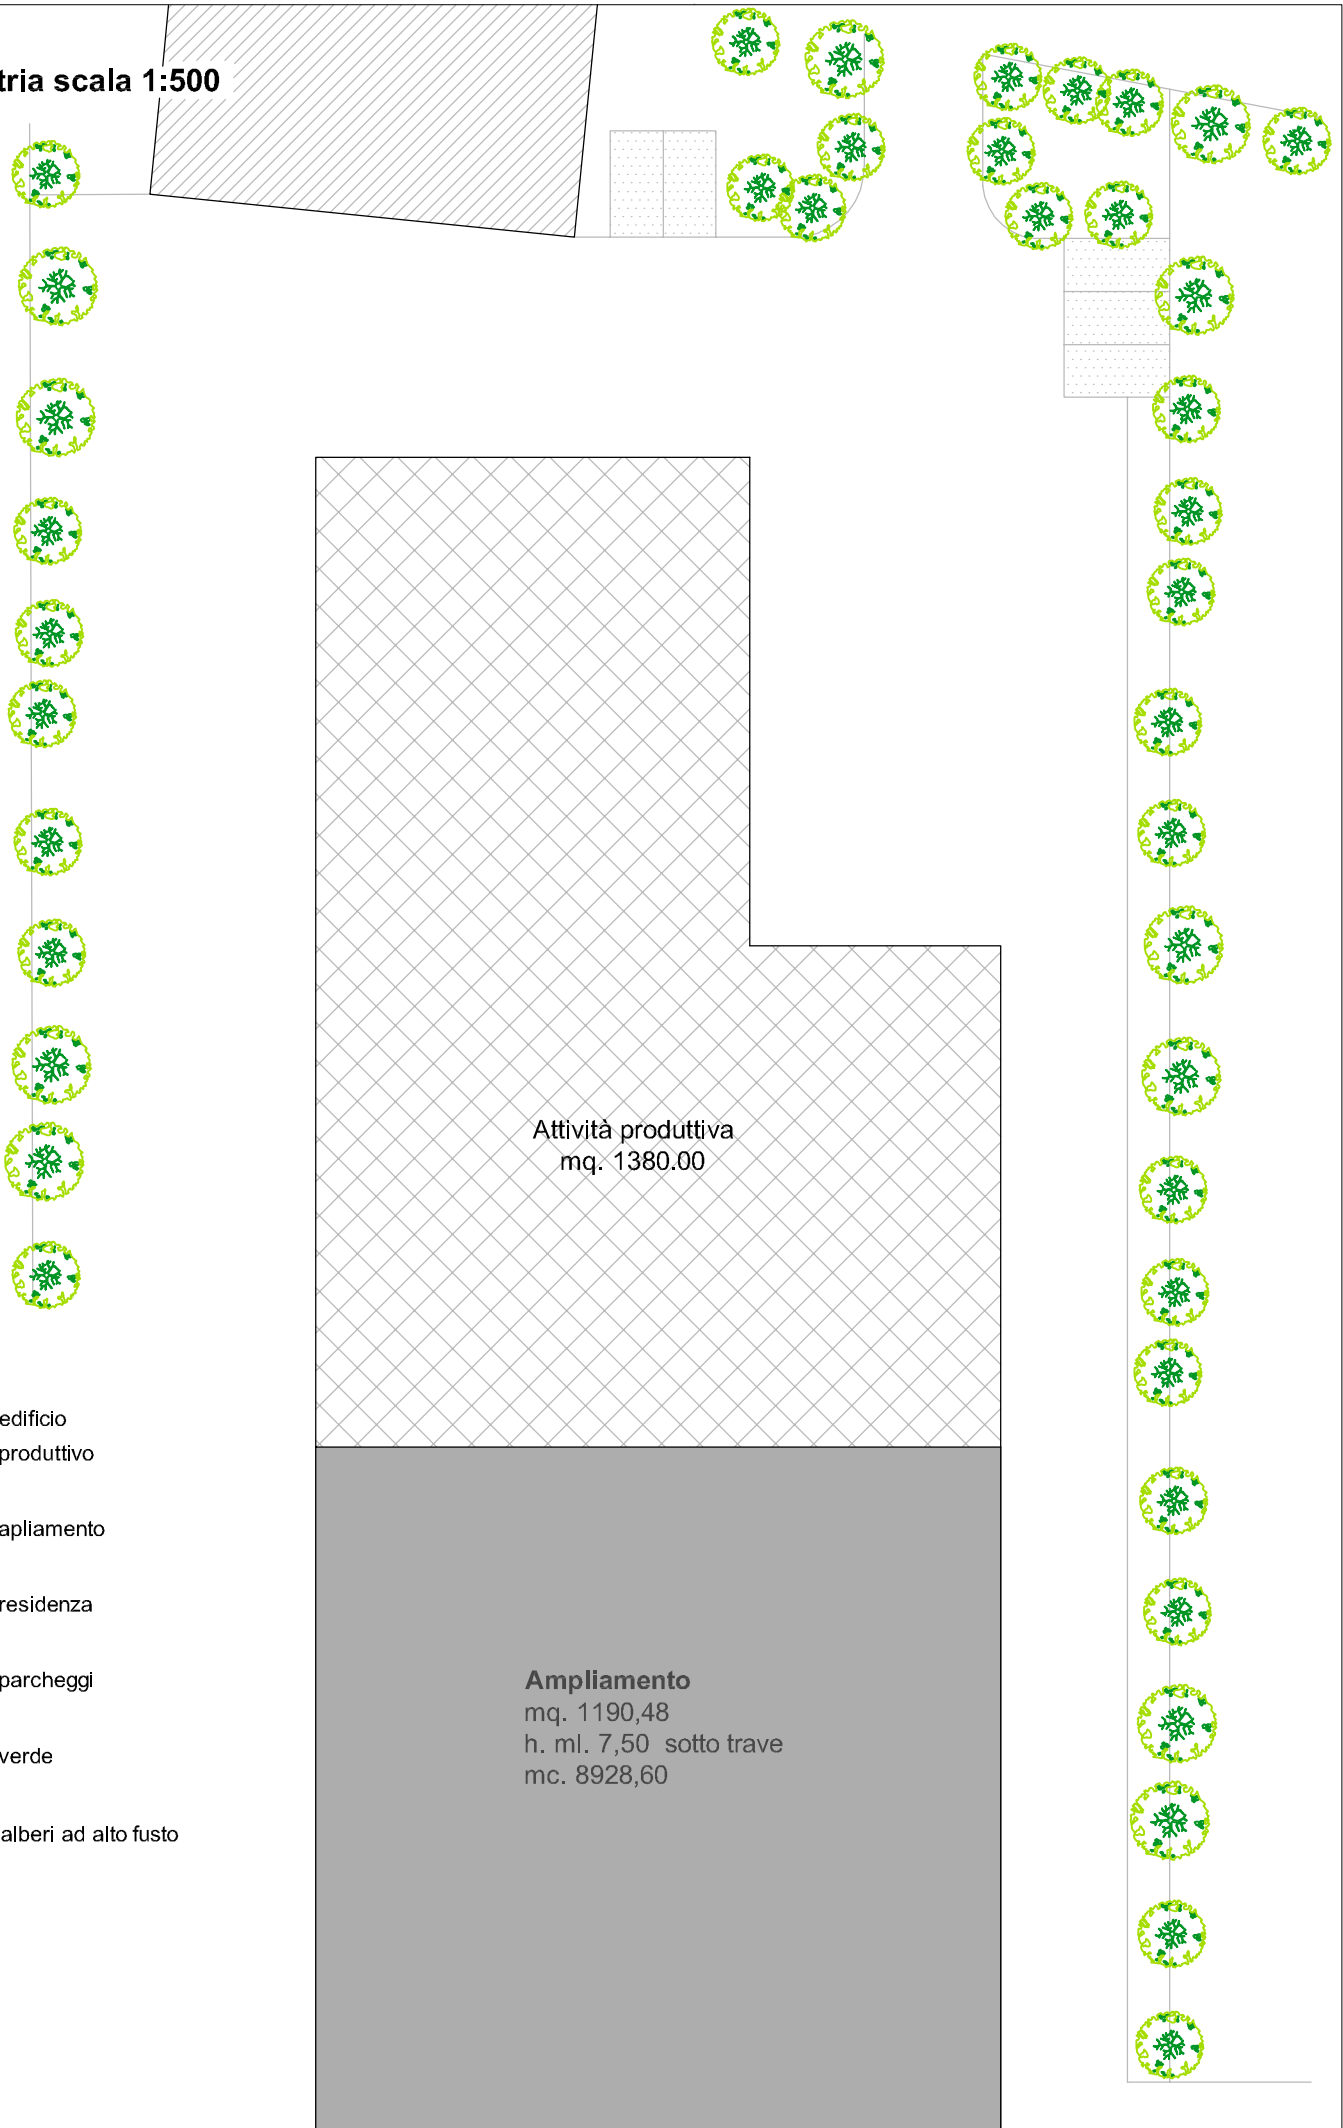 tria scala 1:500
Attività produttiva
mq. 1380.00
edificio
produttivo
apliamento
residenza
parcheggi
verde
alberi ad alto fusto
Ampliamento
mq. 1190,48
h. ml. 7,50 sotto trave
mc. 8928,60